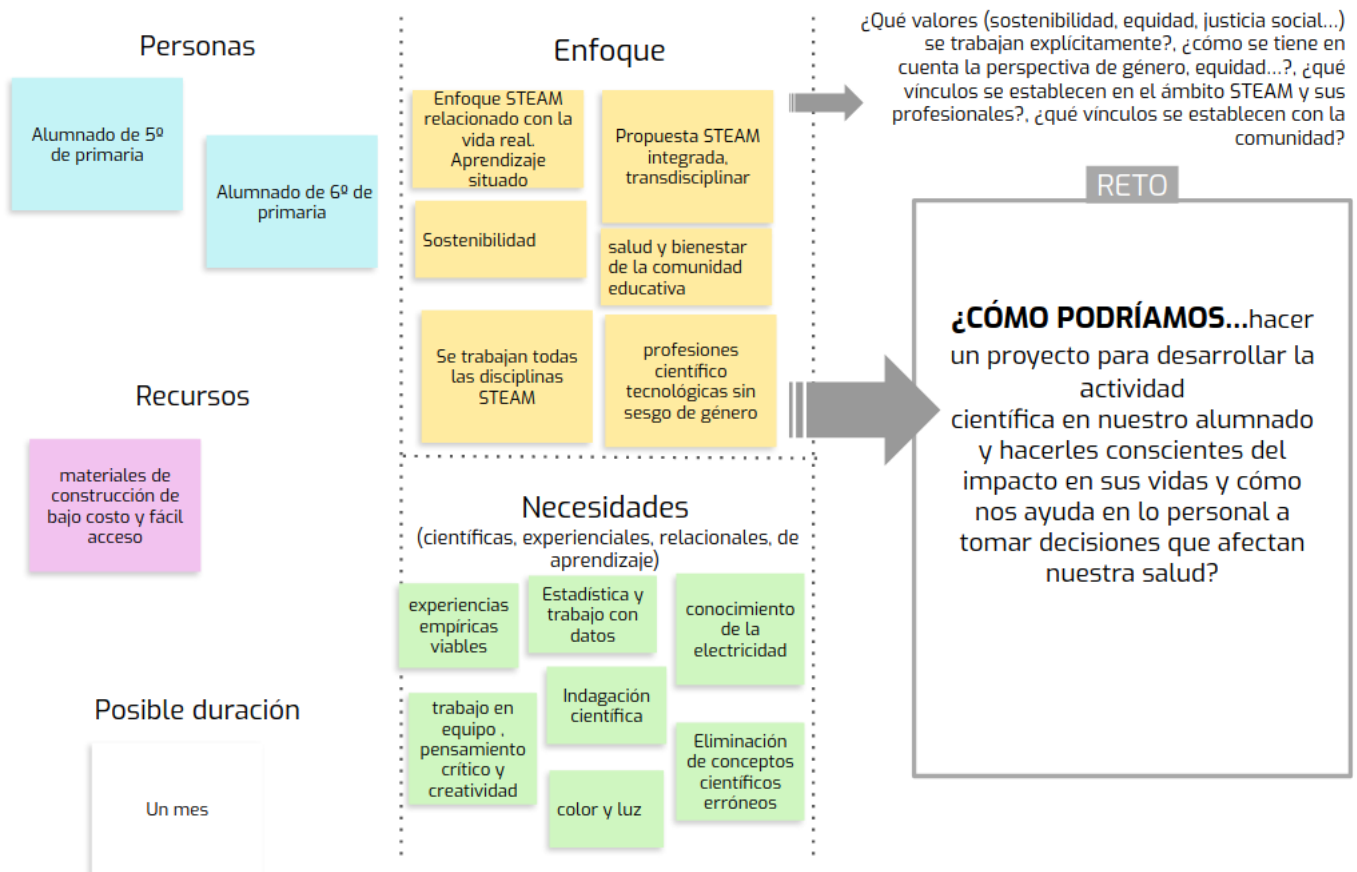 Personas
Alumnado de 5º
de primaria
Alumnado de 6º de
primaria
Recursos
materiales de
construcción de
bajo costo y fácil
acceso
Posible duración
Un mes
Enfoque
Enfoque STEAM
relacionado con la
vida real.
Aprendizaje
situado
Propuesta STEAM
integrada,
transdisciplinar
Sostenibilidad
salud y bienestar
de la comunidad
educativa
Se trabajan todas
las disciplinas
STEAM
profesiones
científico
tecnológicas sin
sesgo de género
Necesidades
(científicas, experienciales, relacionales, de
aprendizaje)
experiencias
empíricas
viables
Estadística y
trabajo con
datos
conocimiento
de la
electricidad
trabajo en
equipo ,
pensamiento
crítico y
creatividad
Indagación
científica
color y luz
Eliminación
de conceptos
científicos
erróneos
¿Qué valores (sostenibilidad, equidad, justicia social...)
se trabajan explícitamente?, ¿cómo se tiene en
cuenta la perspectiva de género, equidad...?, ¿qué
vínculos se establecen en el ámbito STEAM y sus
profesionales?, ¿qué vínculos se establecen con la
comunidad?
RETO
¿CÓMO PODRÍAMOS...hacer
un proyecto para desarrollar la
actividad
científica en nuestro alumnado
y hacerles conscientes del
impacto en sus vidas y cómo
nos ayuda en lo personal a
tomar decisiones que afectan
nuestra salud?